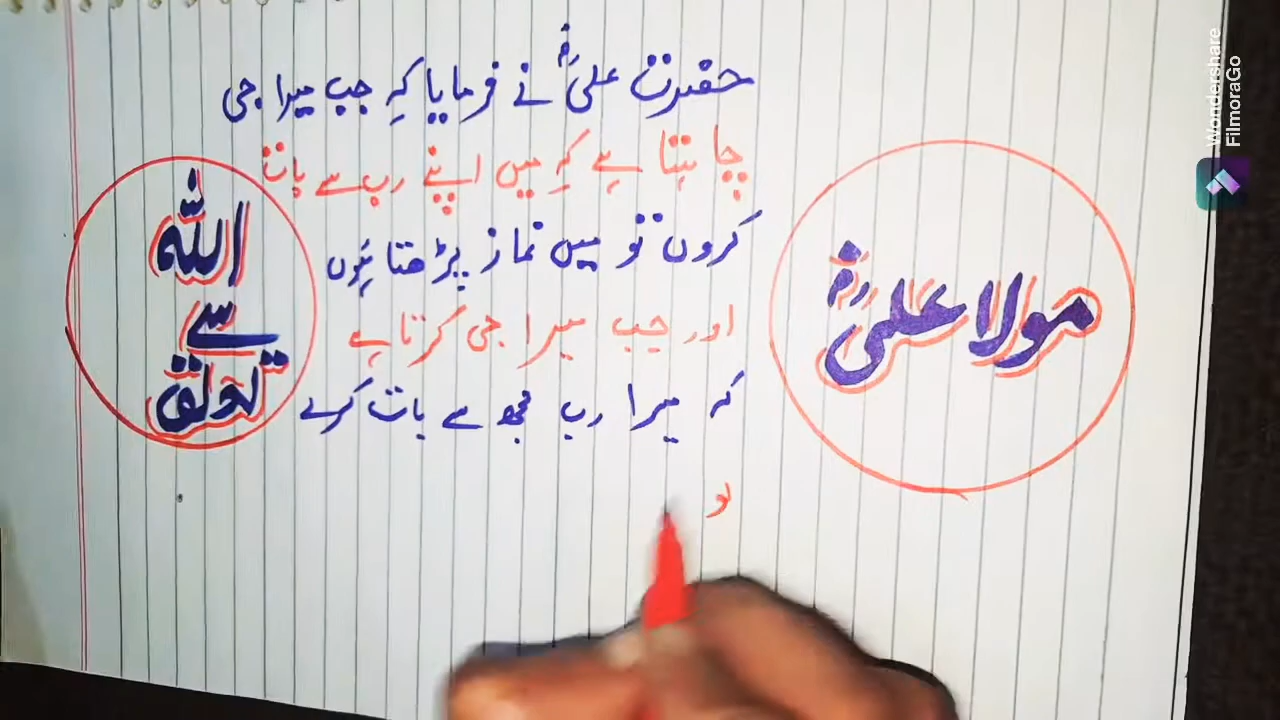 حضرت علیؓ نے فرمایا کہ جب میرا جی
چاہتا ہے کہ میں اپنے رب سے بات
کروں تو میں نماز پڑھتا ہوں
اور جب میرا جی کرتا ہے
کہ میرا رب مجھ سے بات کرے
مولا علیؓ
اللہ
سے
تعلق
Wondershare
FilmoraGo